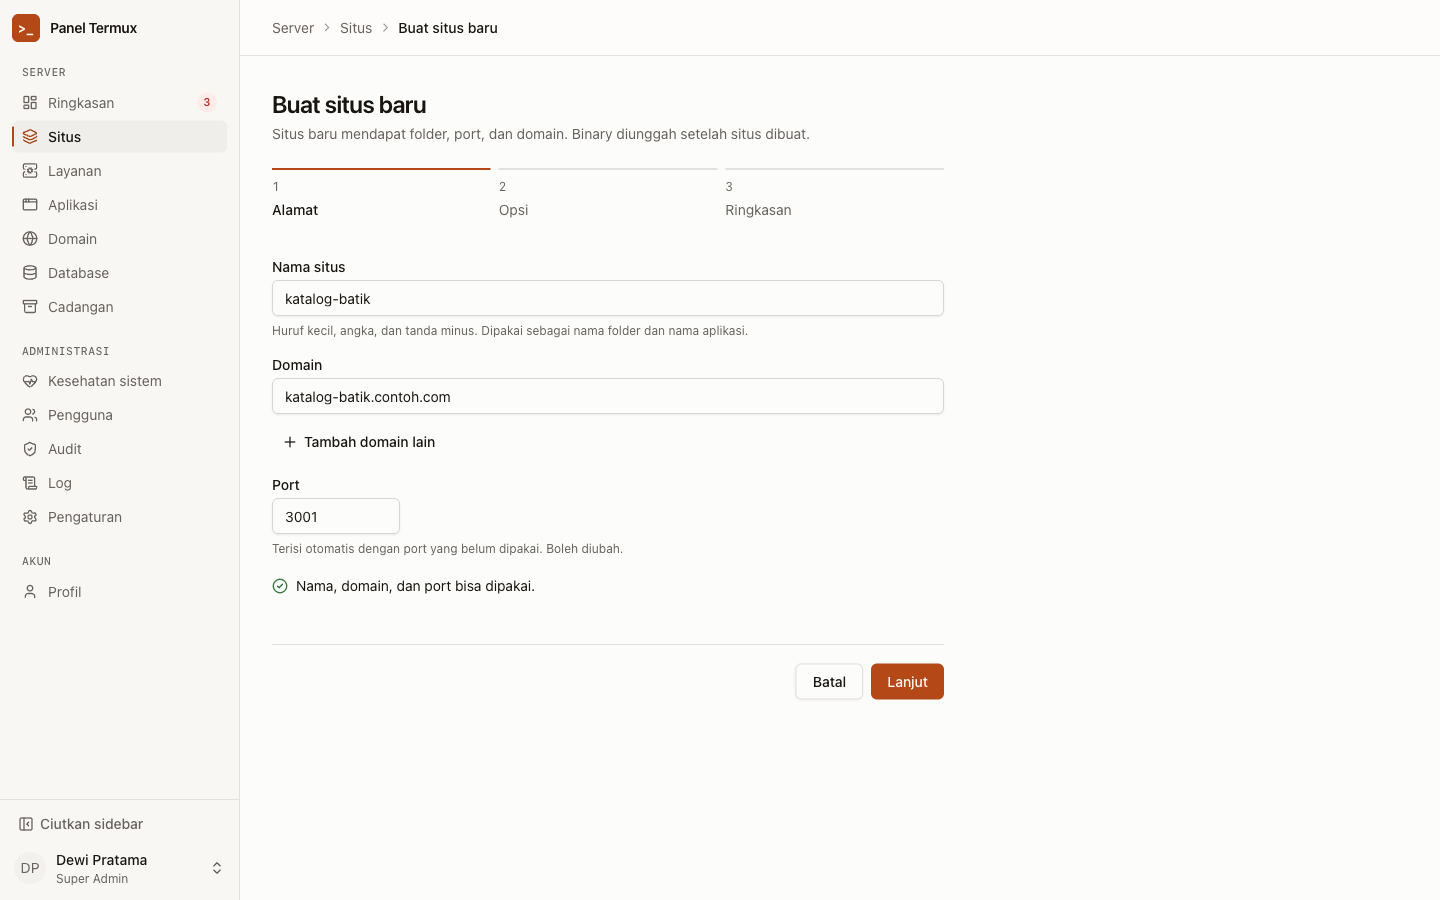 >_ Panel Termux
SERVER
Ringkasan 3
Situs
Layanan
Aplikasi
Domain
Database
Cadangan
ADMINISTRASI
Kesehatan sistem
Pengguna
Audit
Log
Pengaturan
AKUN
Profil
Ciutkan sidebar
DP
Dewi Pratama
Super Admin
Server > Situs > Buat situs baru
Buat situs baru
Situs baru mendapat folder, port, dan domain. Binary diunggah setelah situs dibuat.
1
Alamat
2
Opsi
3
Ringkasan
Nama situs
katalog-batik
Huruf kecil, angka, dan tanda minus. Dipakai sebagai nama folder dan nama aplikasi.
Domain
katalog-batik.contoh.com
+ Tambah domain lain
Port
3001
Terisi otomatis dengan port yang belum dipakai. Boleh diubah.
Nama, domain, dan port bisa dipakai.
Batal
Lanjut